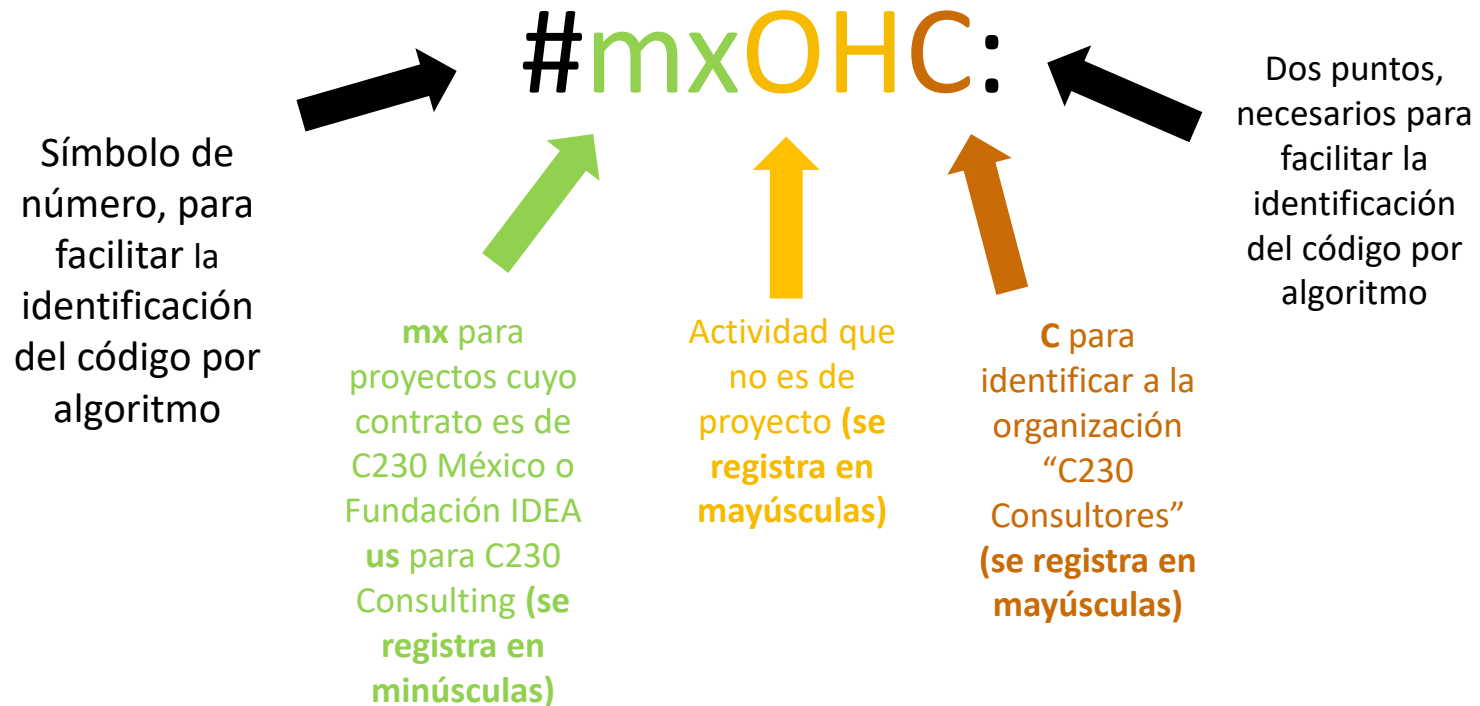 #mxOHC:
Símbolo de
número, para
facilitar la
identificación
del código por
algoritmo
mx para
proyectos cuyo
contrato es de
C230 México o
Fundación IDEA
us para C230
Consulting (se
registra en
minúsculas)
Actividad que
no es de
proyecto (se
registra en
mayúsculas)
C para
identificar a la
organización
“C230
Consultores”
(se registra en
mayúsculas)
Dos puntos,
necesarios para
facilitar la
identificación
del código por
algoritmo